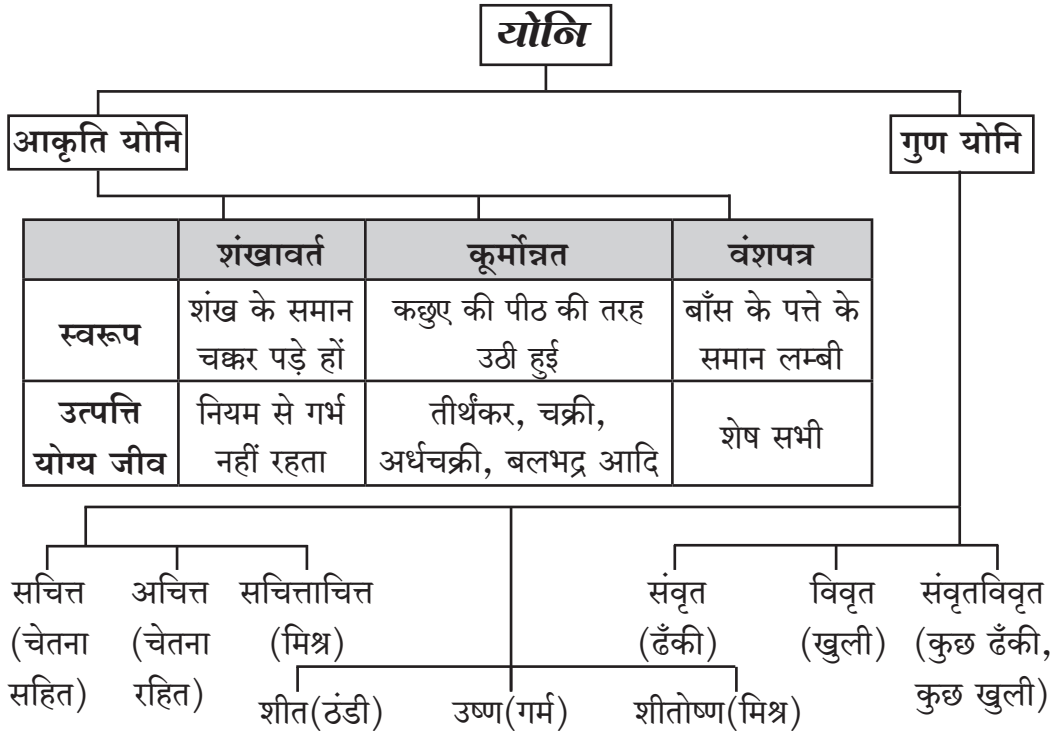 योनि
आकृति योनि
गुण योनि
शंखावर्त
कूर्मोन्नत
वंशपत्र
स्वरूप
शंख के समान
चक्कर पड़े हों
कछुए की पीठ की तरह
उठी हुई
बाँस के पत्ते के
समान लम्बी
उत्पत्ति
योग्य जीव
नियम से गर्भ
नहीं रहता
तीर्थंकर, चक्री,
अर्धचक्री, बलभद्र आदि
शेष सभी
सचित्त
(चेतना
सहित)
अचित्त
(चेतना
रहित)
सचित्ताचित्त
(मिश्र)
शीत(ठंडी)
उष्ण(गर्म)
शीतोष्ण(मिश्र)
संवृत
(ढँकी)
विवृत
(खुली)
संवृतविवृत
(कुछ ढँकी,
कुछ खुली)